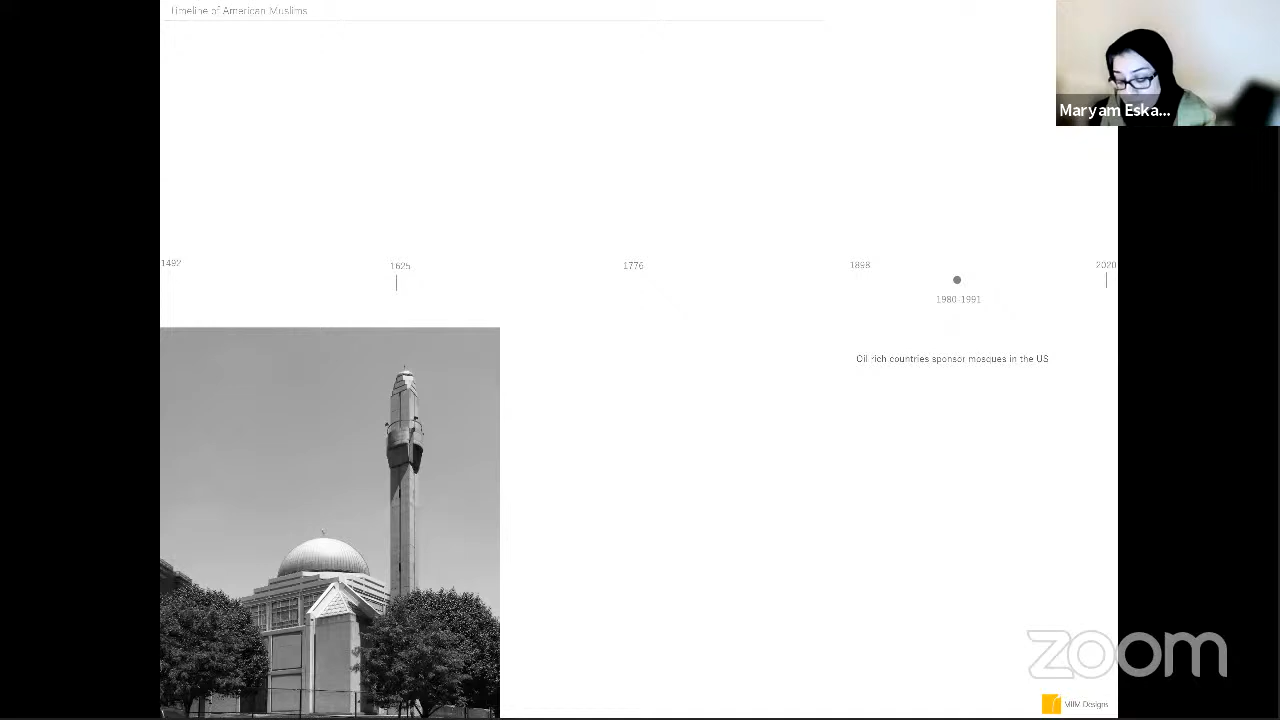 Timeline of American Muslims
Maryam Eska...
1492
1625
1776
1898
2020
1980-1991
Oil rich countries sponsor mosques in the US
zoom
MIIM Designs